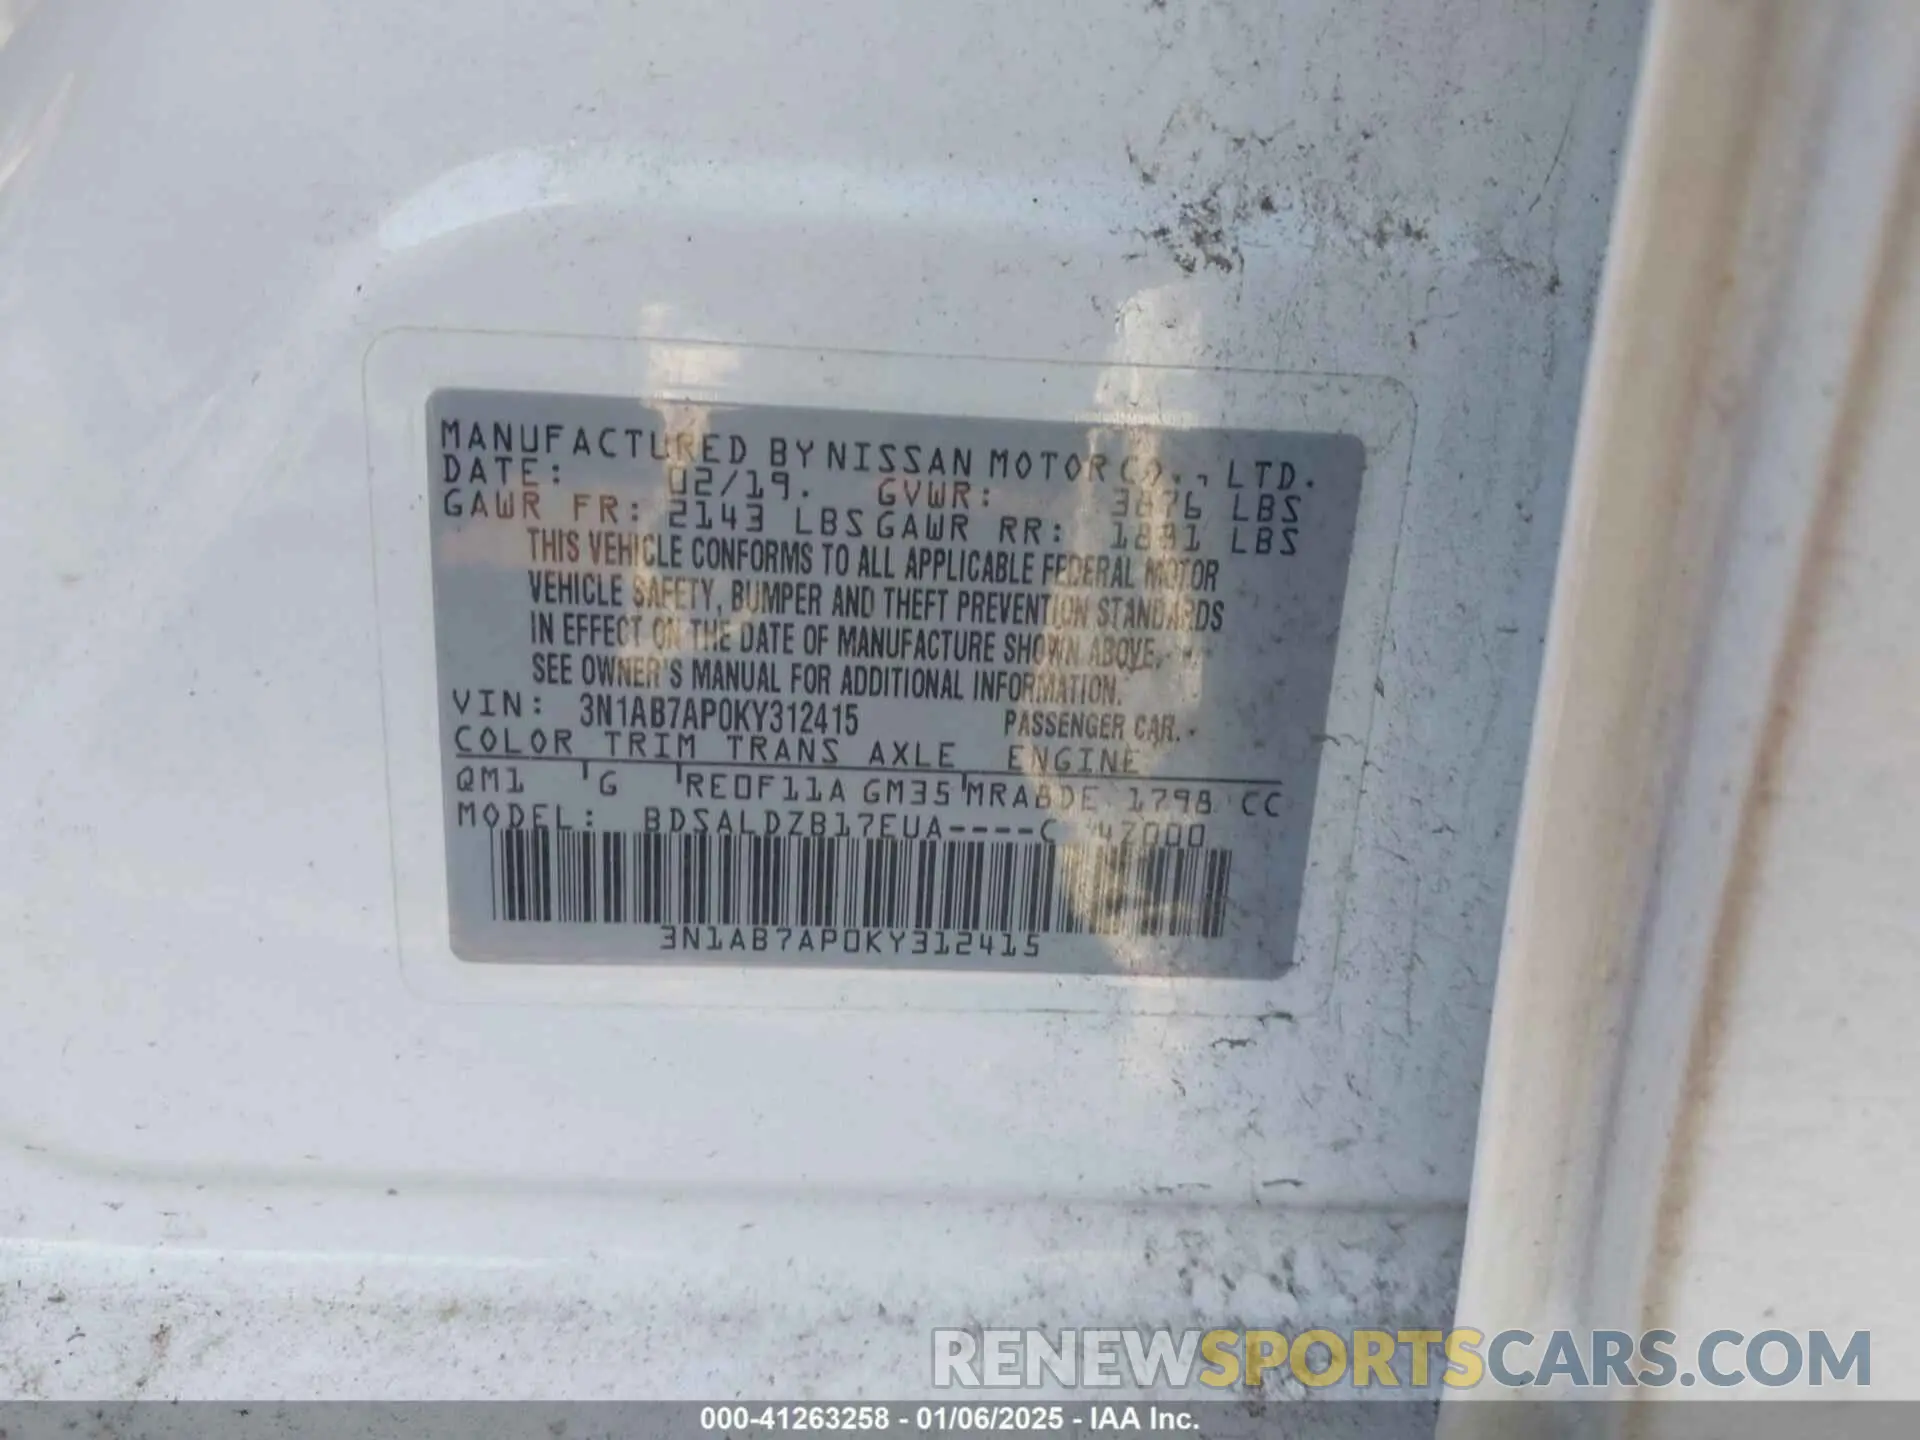 MANUFACTURED BY NISSAN MOTOR CO., LTD.
DATE: 02/19. GVWR: 3876 LBS
GAWR FR: 2143 LBS GAWR RR: 1881 LBS
THIS VEHICLE CONFORMS TO ALL APPLICABLE FEDERAL MOTOR
VEHICLE SAFETY, BUMPER AND THEFT PREVENTION STANDARDS
IN EFFECT ON THE DATE OF MANUFACTURE SHOWN ABOVE.
SEE OWNER'S MANUAL FOR ADDITIONAL INFORMATION.
VIN: 3N1AB7AP0KY312415 PASSENGER CAR.
COLOR TRIM TRANS AXLE ENGINE
QM1 G RE0F11A GM35 MRA8DE 1798 CC
MODEL: BDSALDZB17EUA----C 42000
3N1AB7AP0KY312415
RENEWSPORTSCARS.COM
000-41263258 - 01/06/2025 - IAA Inc.